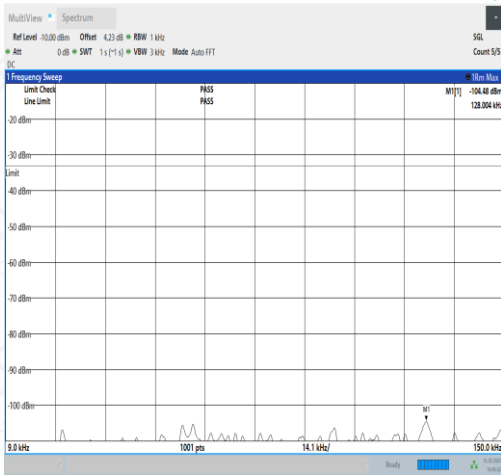 MultiView Spectrum
Ref Level -10.00 dBm Offset 4.23 dB RBW 1 kHz SGL
Att 0 dB SWT 1 s (~1 s) VBW 3 kHz Mode Auto FFT Count 5/5
DC
1 Frequency Sweep 1Rm Max
Limit Check PASS M1[1] -104.48 dBm
Line Limit PASS 128.004 kHz
-20 dBm
-30 dBm
Limit
-40 dBm
-50 dBm
-60 dBm
-70 dBm
-80 dBm
-90 dBm
-100 dBm
M1
9.0 kHz 1001 pts 14.1 kHz/ 150.0 kHz
Ready